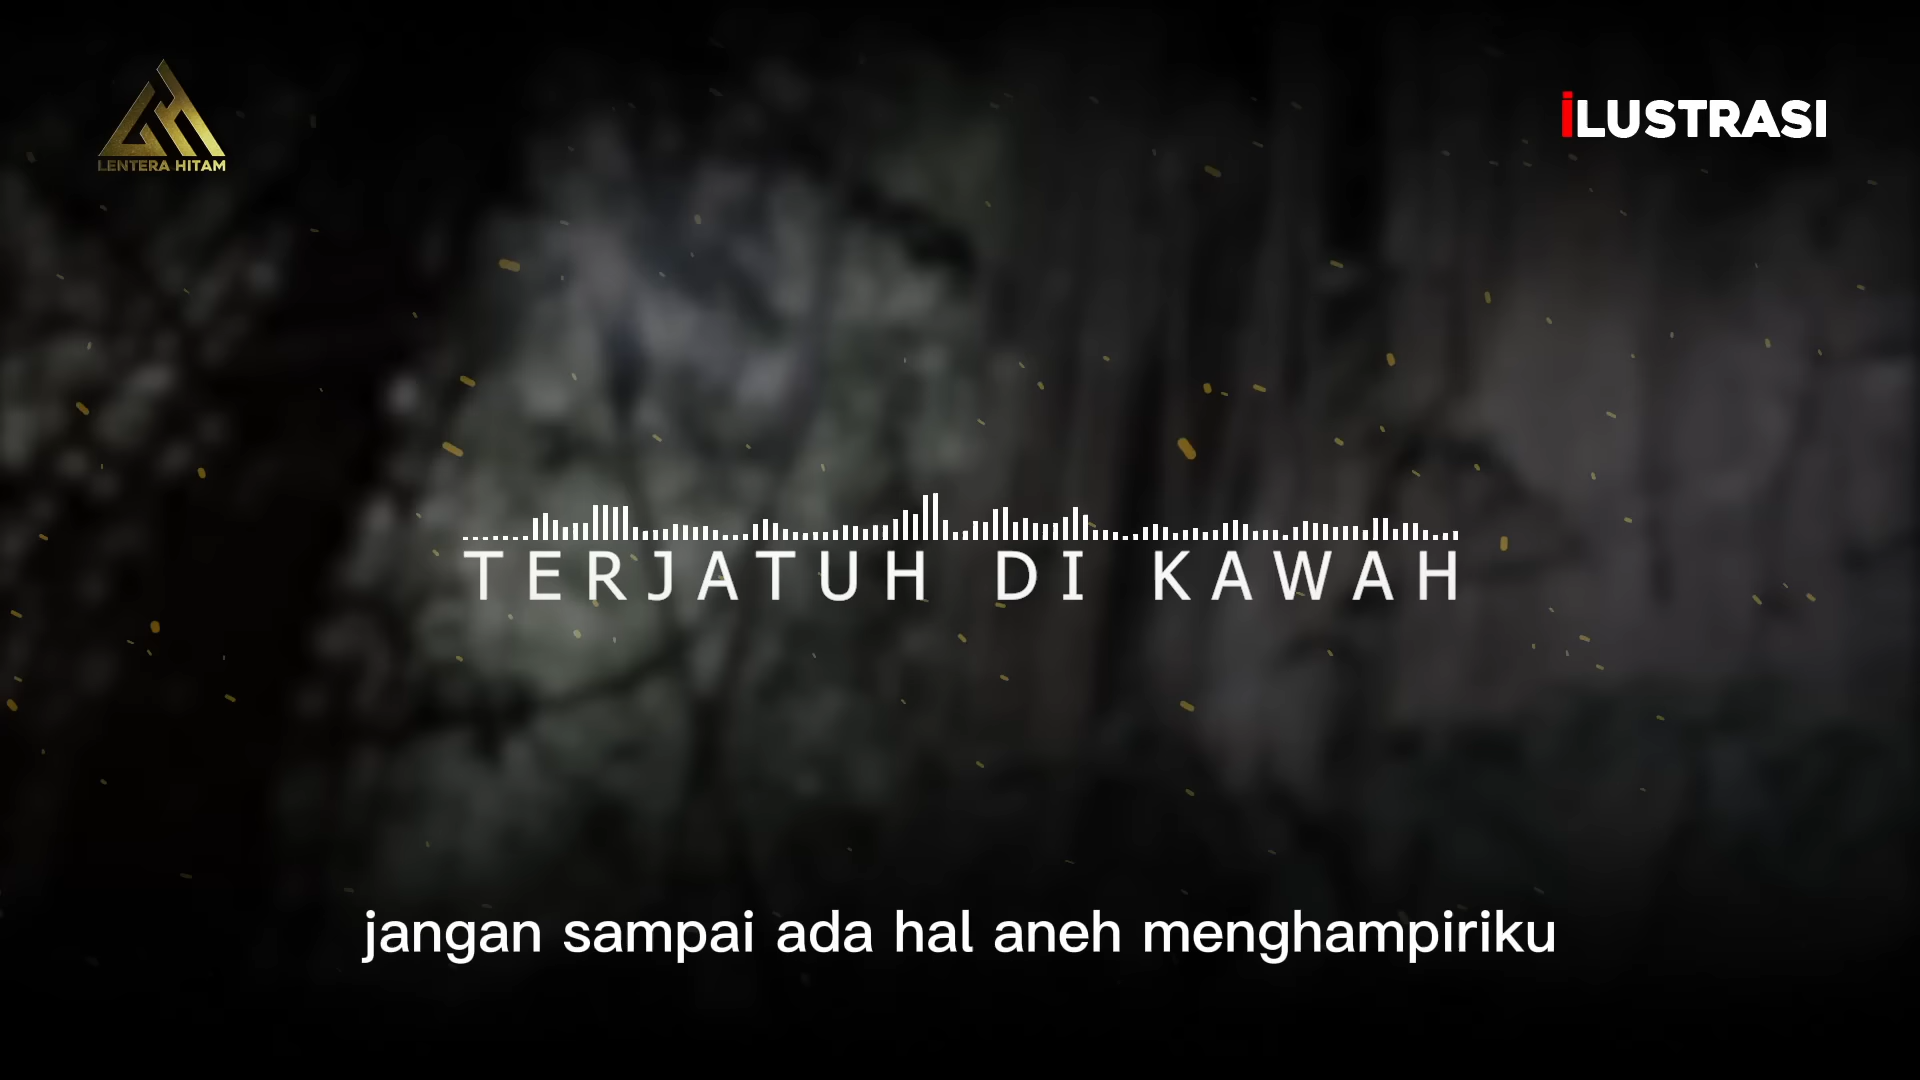 LENTERA HITAM
iLUSTRASI
TERJATUH DI KAWAH
jangan sampai ada hal aneh menghampiriku